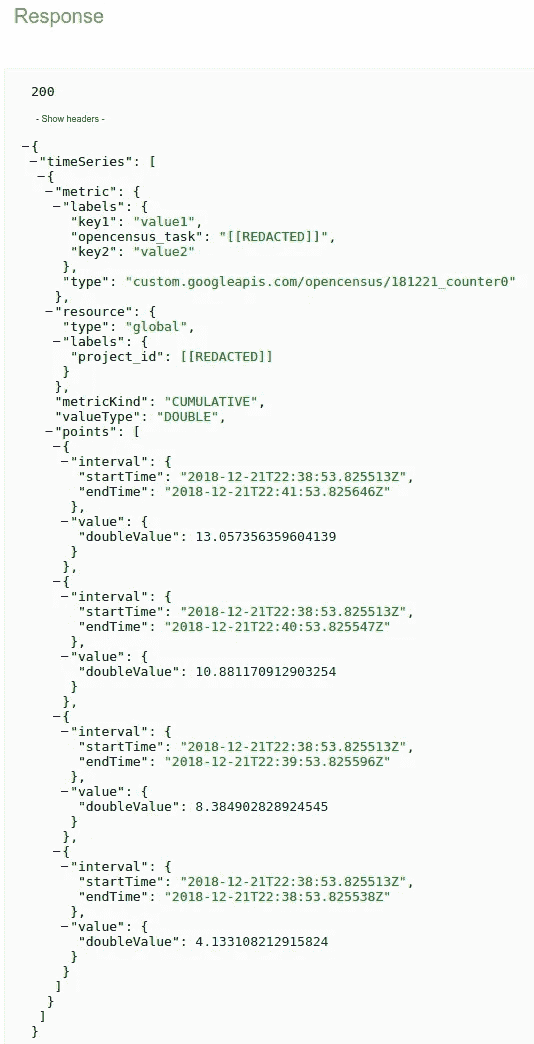 Response
200
- Show headers -
−{
−"timeSeries": [
−{
−"metric": {
−"labels": {
"key1": "value1",
"opencensus_task": "[[REDACTED]]",
"key2": "value2"
},
"type": "custom.googleapis.com/opencensus/181221_counter0"
},
−"resource": {
"type": "global",
−"labels": {
"project_id": [[REDACTED]]
}
},
"metricKind": "CUMULATIVE",
"valueType": "DOUBLE",
−"points": [
−{
−"interval": {
"startTime": "2018-12-21T22:38:53.825513Z",
"endTime": "2018-12-21T22:41:53.825646Z"
},
−"value": {
"doubleValue": 13.057356359604139
}
},
−{
−"interval": {
"startTime": "2018-12-21T22:38:53.825513Z",
"endTime": "2018-12-21T22:40:53.825547Z"
},
−"value": {
"doubleValue": 10.881170912903254
}
},
−{
−"interval": {
"startTime": "2018-12-21T22:38:53.825513Z",
"endTime": "2018-12-21T22:39:53.825596Z"
},
−"value": {
"doubleValue": 8.384902828924545
}
},
−{
−"interval": {
"startTime": "2018-12-21T22:38:53.825513Z",
"endTime": "2018-12-21T22:38:53.825538Z"
},
−"value": {
"doubleValue": 4.133108212915824
}
}
]
}
]
}